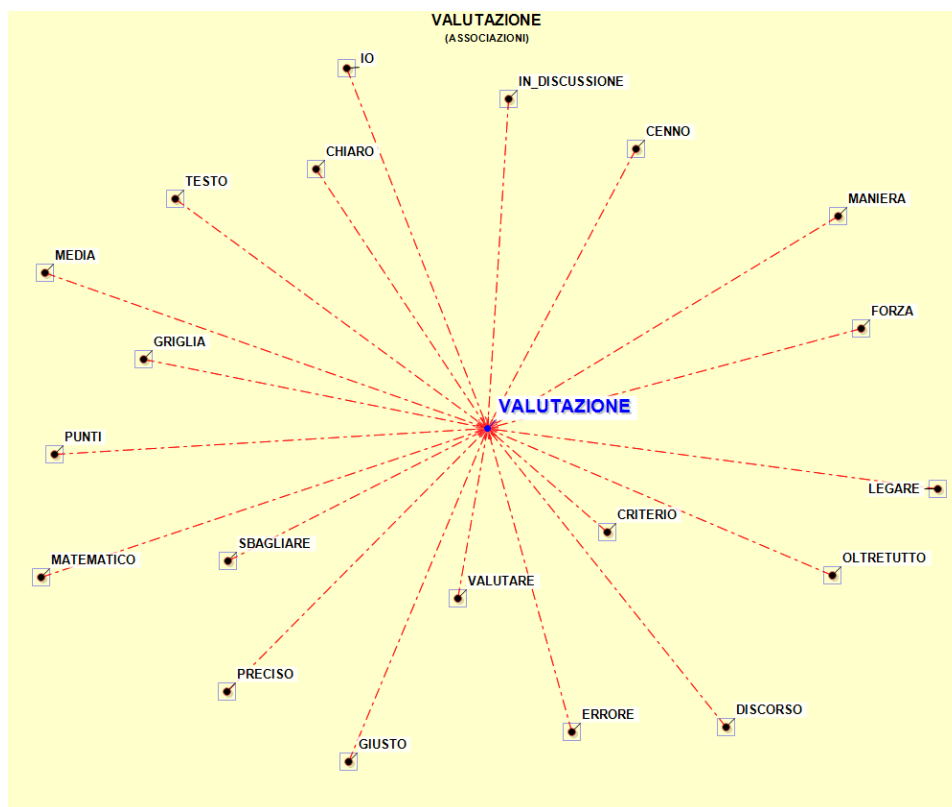 VALUTAZIONE
(ASSOCIAZIONI)
IO
IN_DISCUSSIONE
CENNO
CHIARO
TESTO
MANIERA
MEDIA
FORZA
GRIGLIA
VALUTAZIONE
PUNTI
LEGARE
CRITERIO
SBAGLIARE
MATEMATICO
OLTRETUTTO
VALUTARE
PRECISO
DISCORSO
ERRORE
GIUSTO